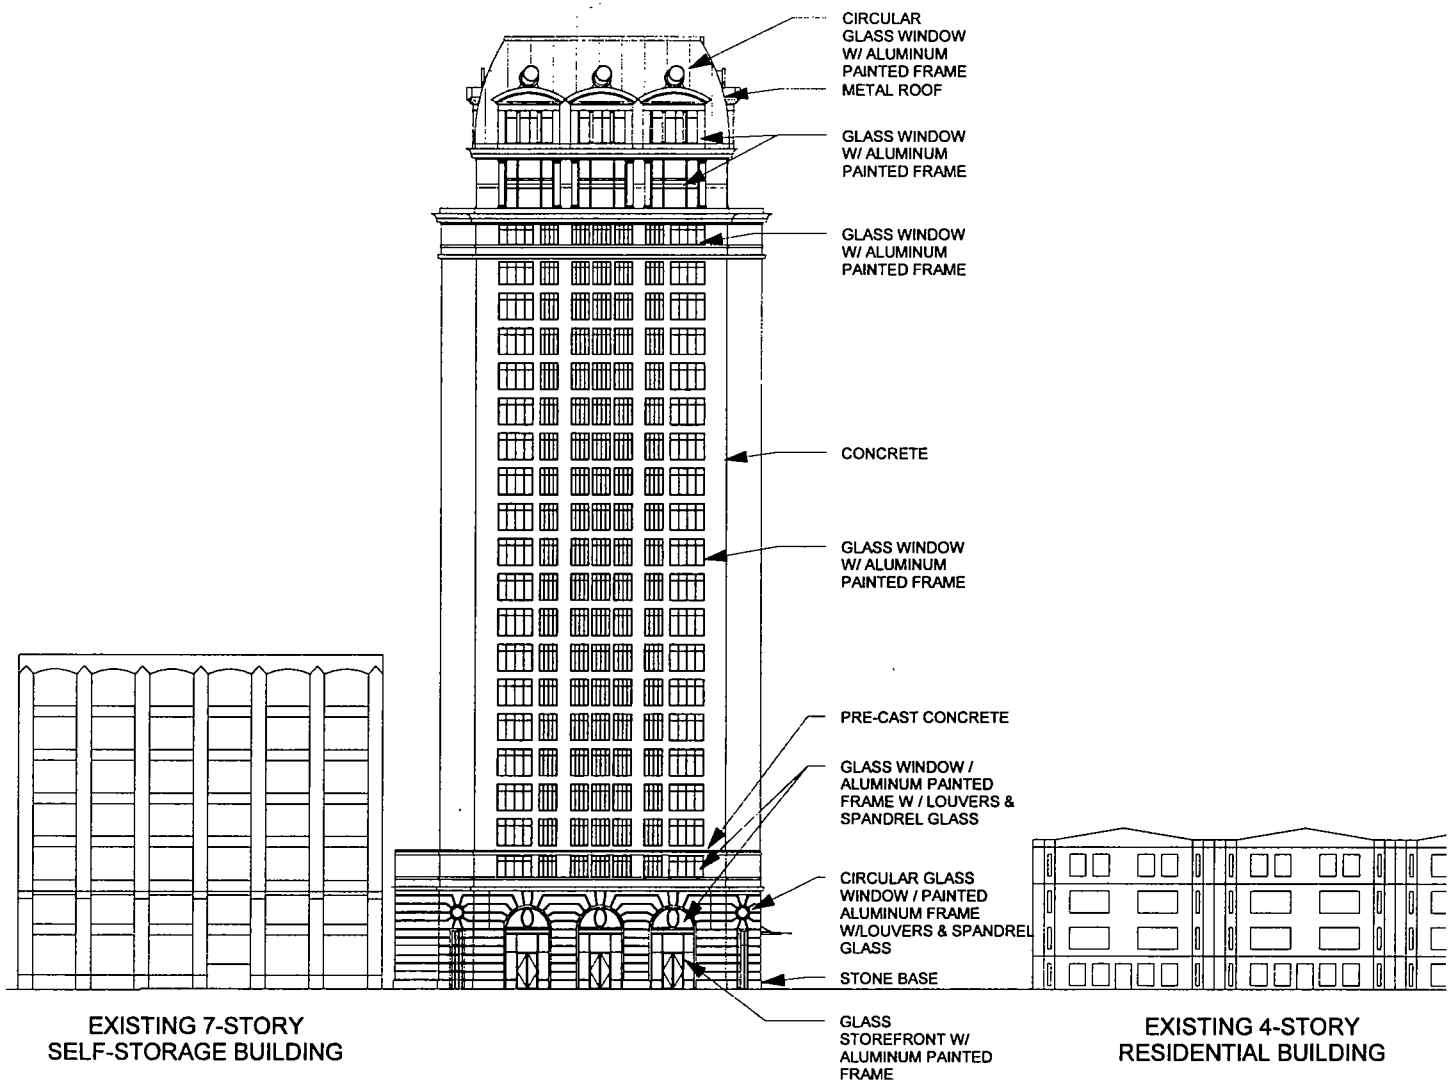 CIRCULAR
GLASS WINDOW
W/ ALUMINUM
PAINTED FRAME
METAL ROOF
GLASS WINDOW
W/ ALUMINUM
PAINTED FRAME
GLASS WINDOW
W/ ALUMINUM
PAINTED FRAME
CONCRETE
GLASS WINDOW
W/ ALUMINUM
PAINTED FRAME
PRE-CAST CONCRETE
GLASS WINDOW /
ALUMINUM PAINTED
FRAME W / LOUVERS &
SPANDREL GLASS
CIRCULAR GLASS
WINDOW / PAINTED
ALUMINUM FRAME
W/LOUVERS & SPANDREL
GLASS
STONE BASE
GLASS
STOREFRONT W/
ALUMINUM PAINTED
FRAME
EXISTING 7-STORY
SELF-STORAGE BUILDING
EXISTING 4-STORY
RESIDENTIAL BUILDING